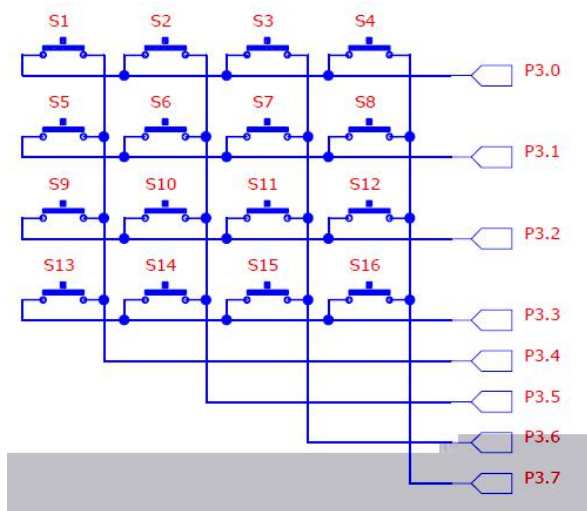 S1 S2 S3 S4
P3.0
S5 S6 S7 S8
P3.1
S9 S10 S11 S12
P3.2
S13 S14 S15 S16
P3.3
P3.4
P3.5
P3.6
P3.7